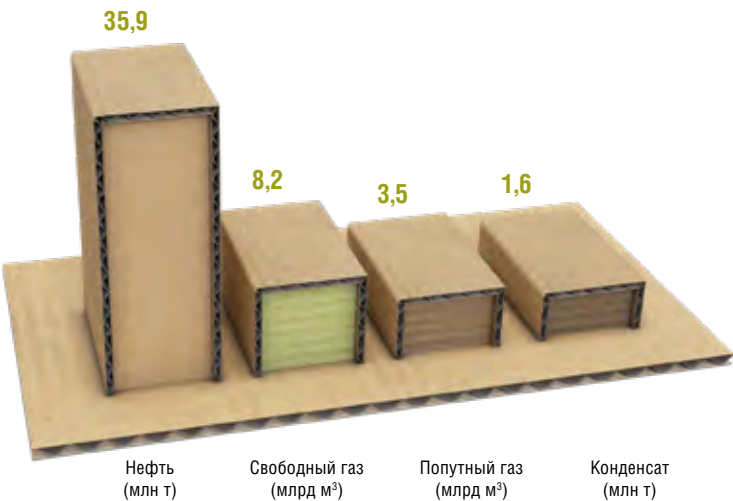 35,9
8,2
3,5
1,6
Нефть
(млн т)
Свободный газ
(млрд м³)
Попутный газ
(млрд м³)
Конденсат
(млн т)